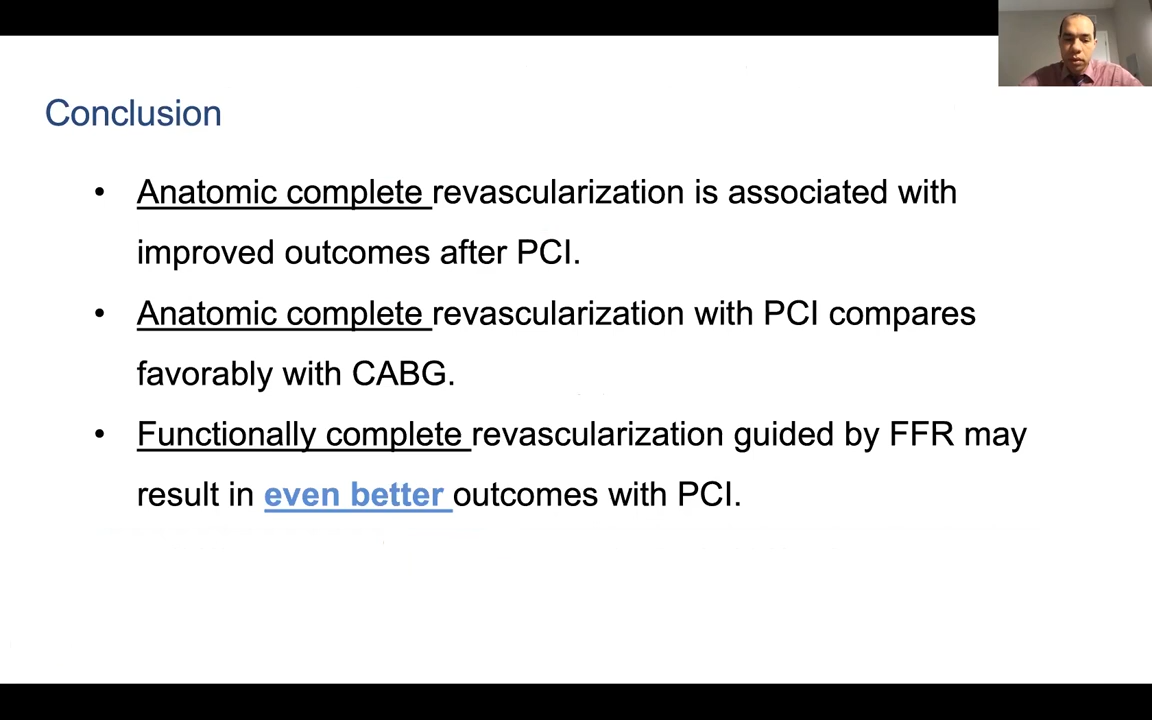 Conclusion
• Anatomic complete revascularization is associated with
improved outcomes after PCI.
• Anatomic complete revascularization with PCI compares
favorably with CABG.
• Functionally complete revascularization guided by FFR may
result in even better outcomes with PCI.